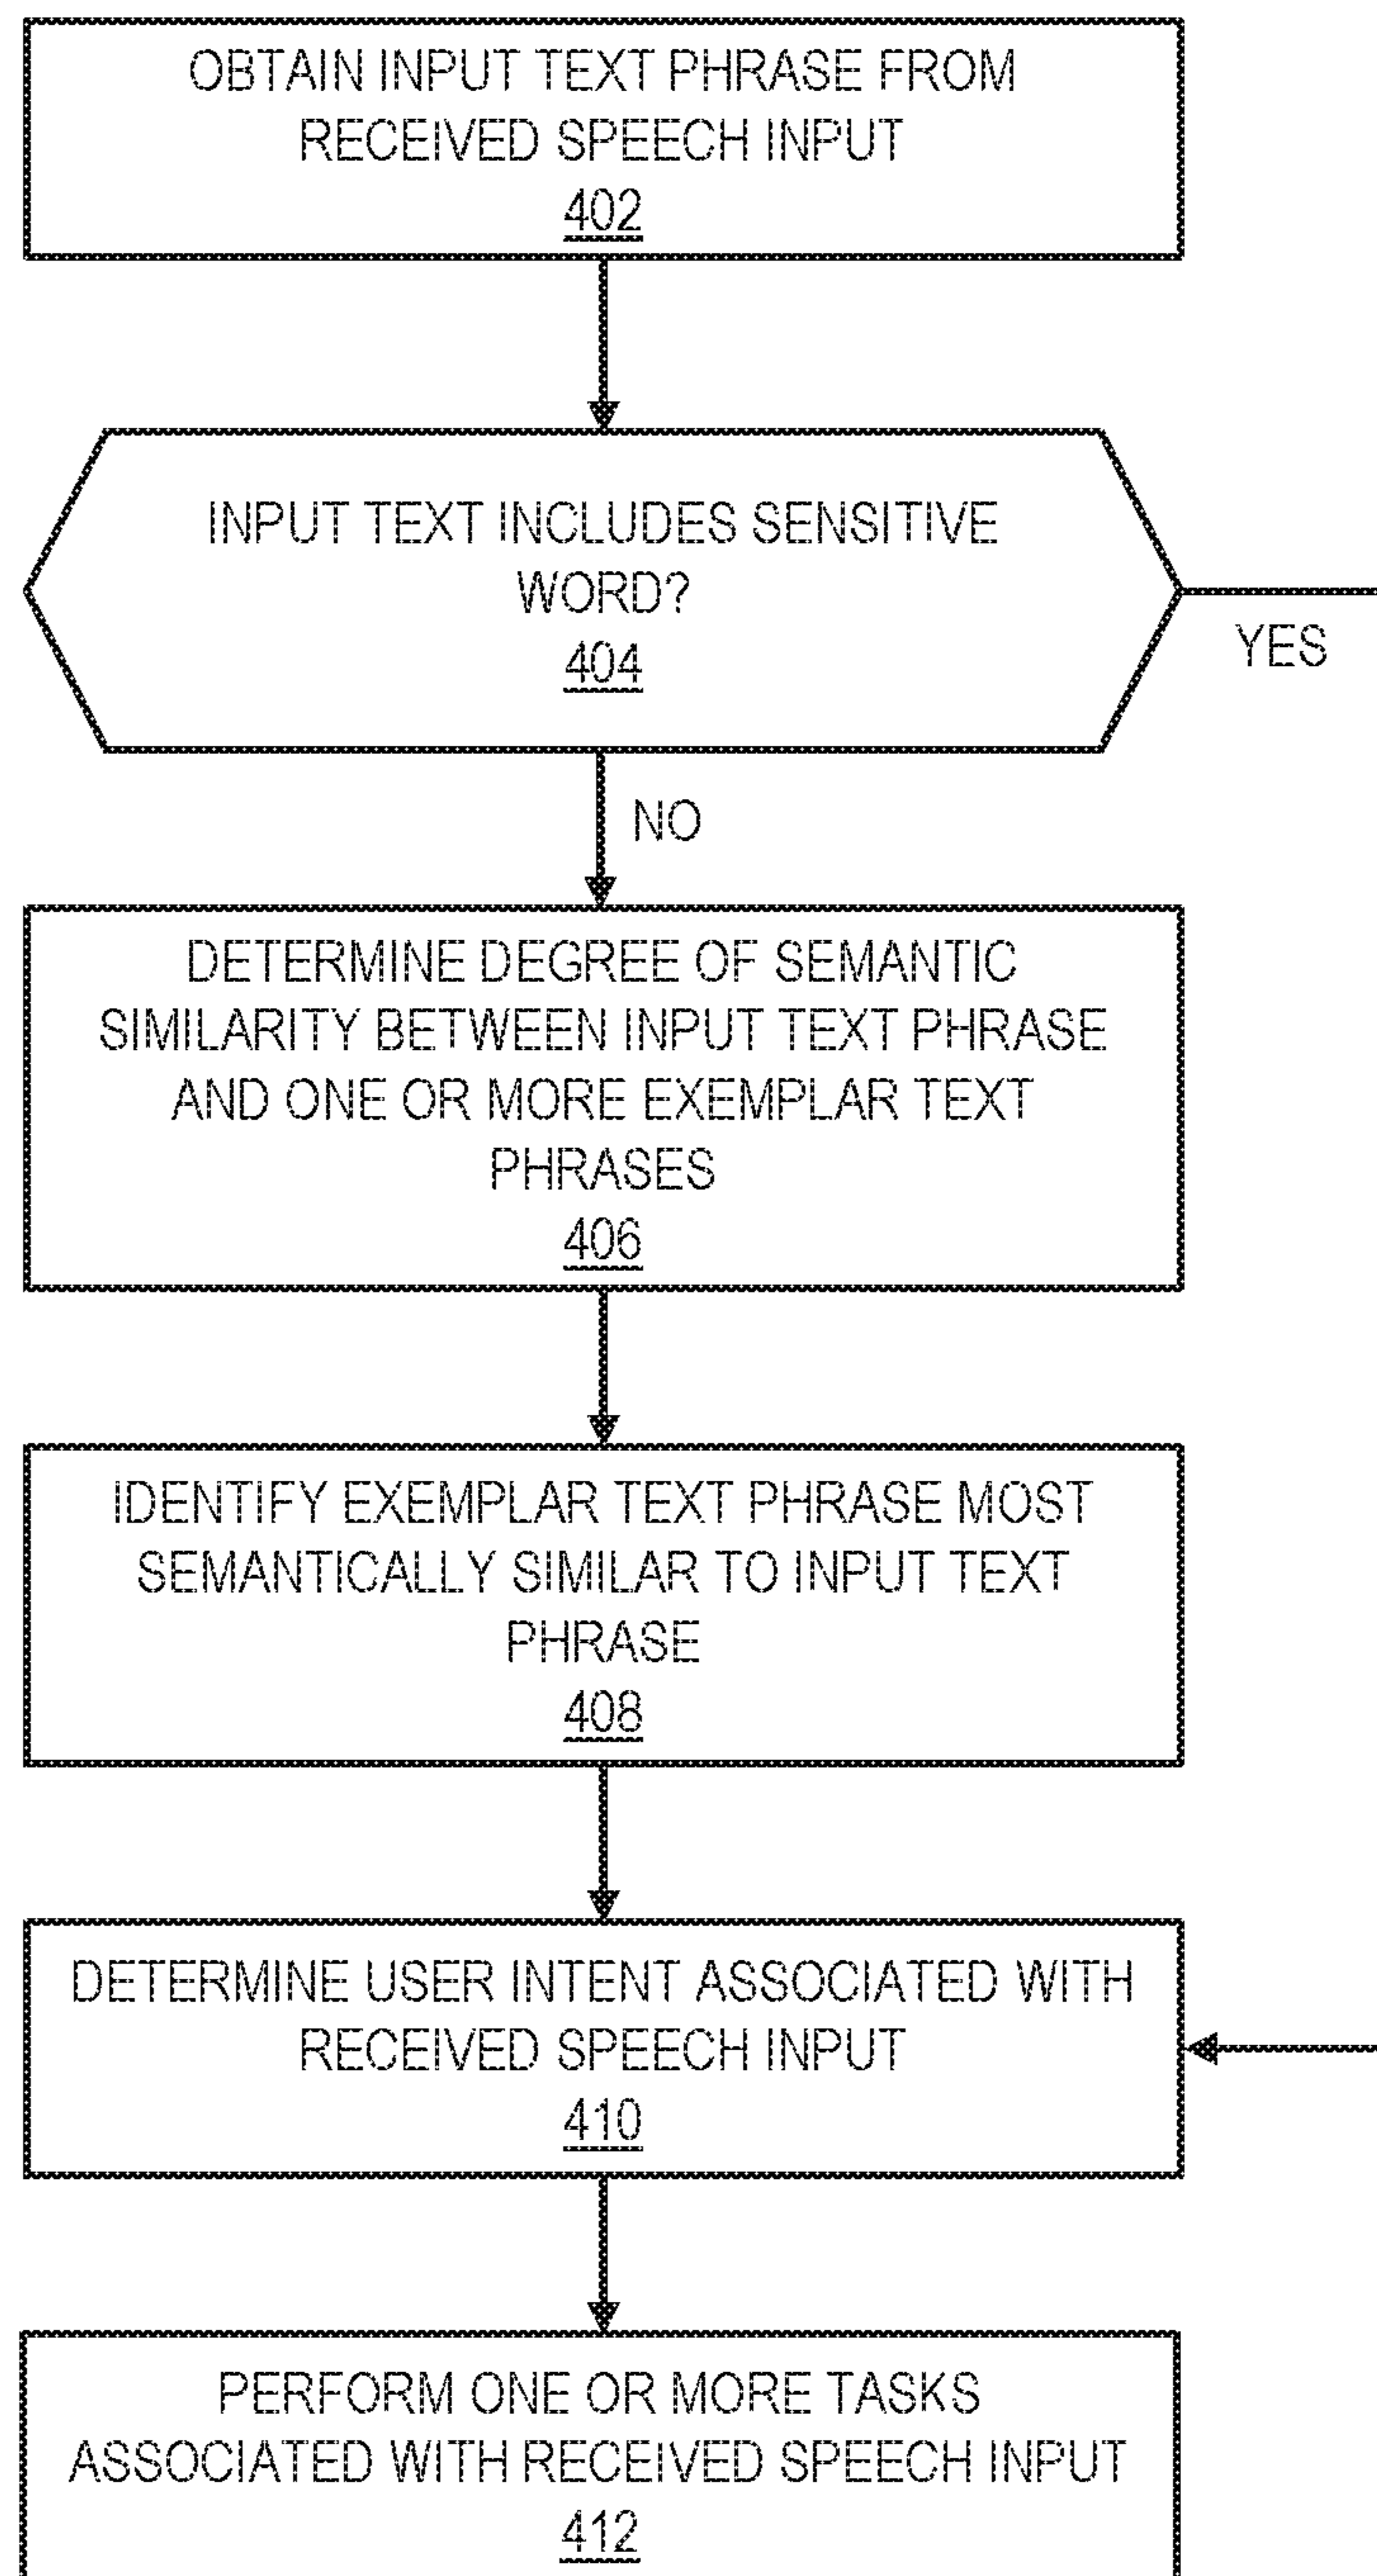 OBTAIN INPUT TEXT PHRASE FROM
RECEIVED SPEECH INPUT
402
INPUT TEXT INCLUDES SENSITIVE
WORD?
404
YES
NO
DETERMINE DEGREE OF SEMANTIC
SIMILARITY BETWEEN INPUT TEXT PHRASE
AND ONE OR MORE EXEMPLAR TEXT
PHRASES
406
IDENTIFY EXEMPLAR TEXT PHRASE MOST
SEMANTICALLY SIMILAR TO INPUT TEXT
PHRASE
408
DETERMINE USER INTENT ASSOCIATED WITH
RECEIVED SPEECH INPUT
410
PERFORM ONE OR MORE TASKS
ASSOCIATED WITH RECEIVED SPEECH INPUT
412